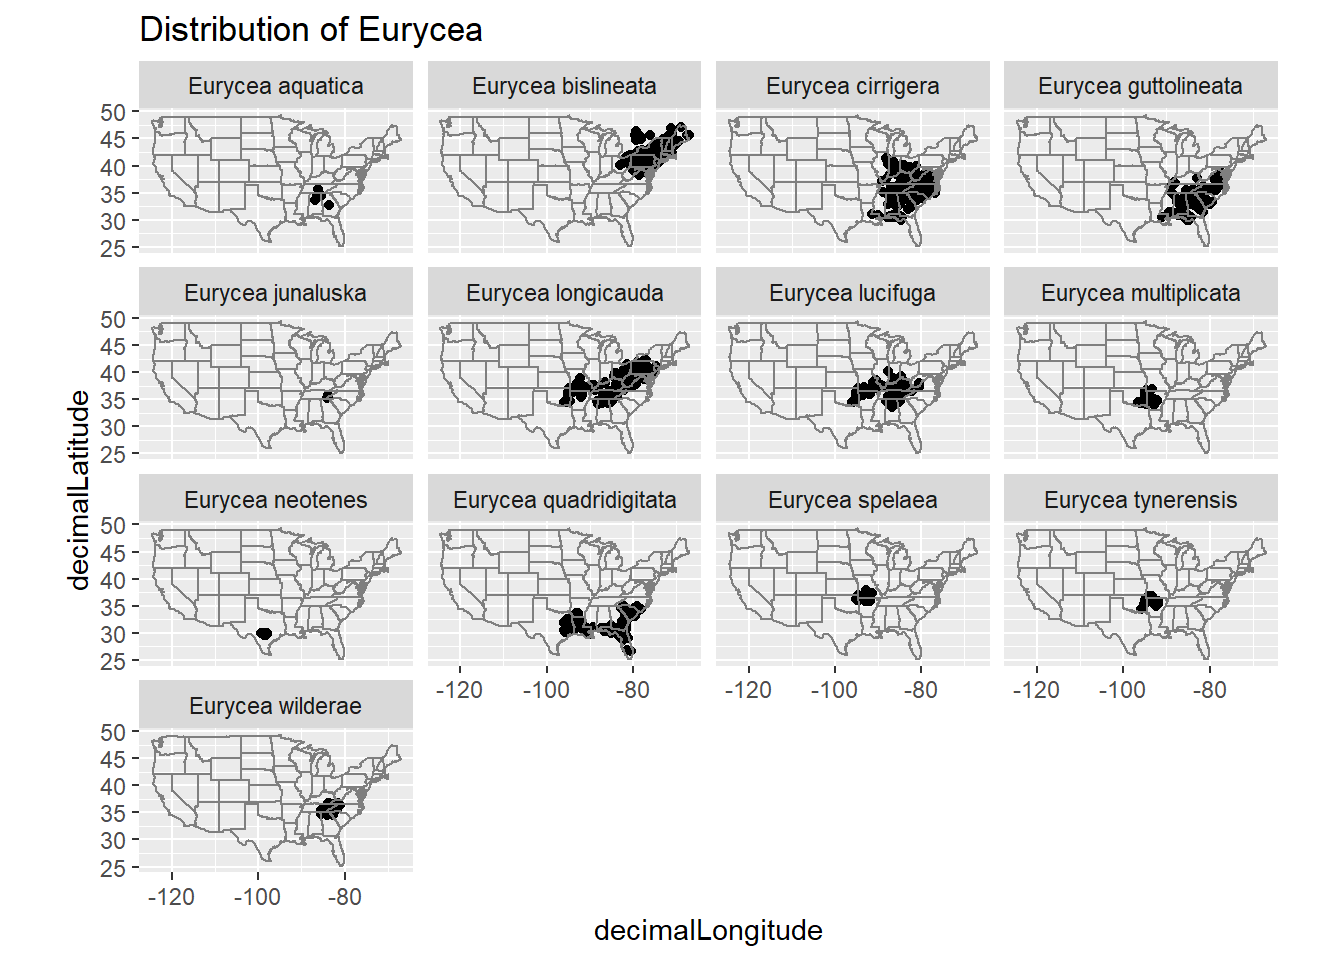 Distribution of Eurycea
Eurycea aquatica
Eurycea bislineata
Eurycea cirrigera
Eurycea guttolineata
50
45
40
35
30
25
Eurycea junaluska
Eurycea longicauda
Eurycea lucifuga
Eurycea multiplicata
50
45
40
35
30
25
decimalLatitude
Eurycea neotenes
Eurycea quadridigitata
Eurycea spelaea
Eurycea tynerensis
50
45
40
35
30
25
-120 -100 -80
-120 -100 -80
-120 -100 -80
Eurycea wilderae
50
45
40
35
30
25
-120 -100 -80
decimalLongitude